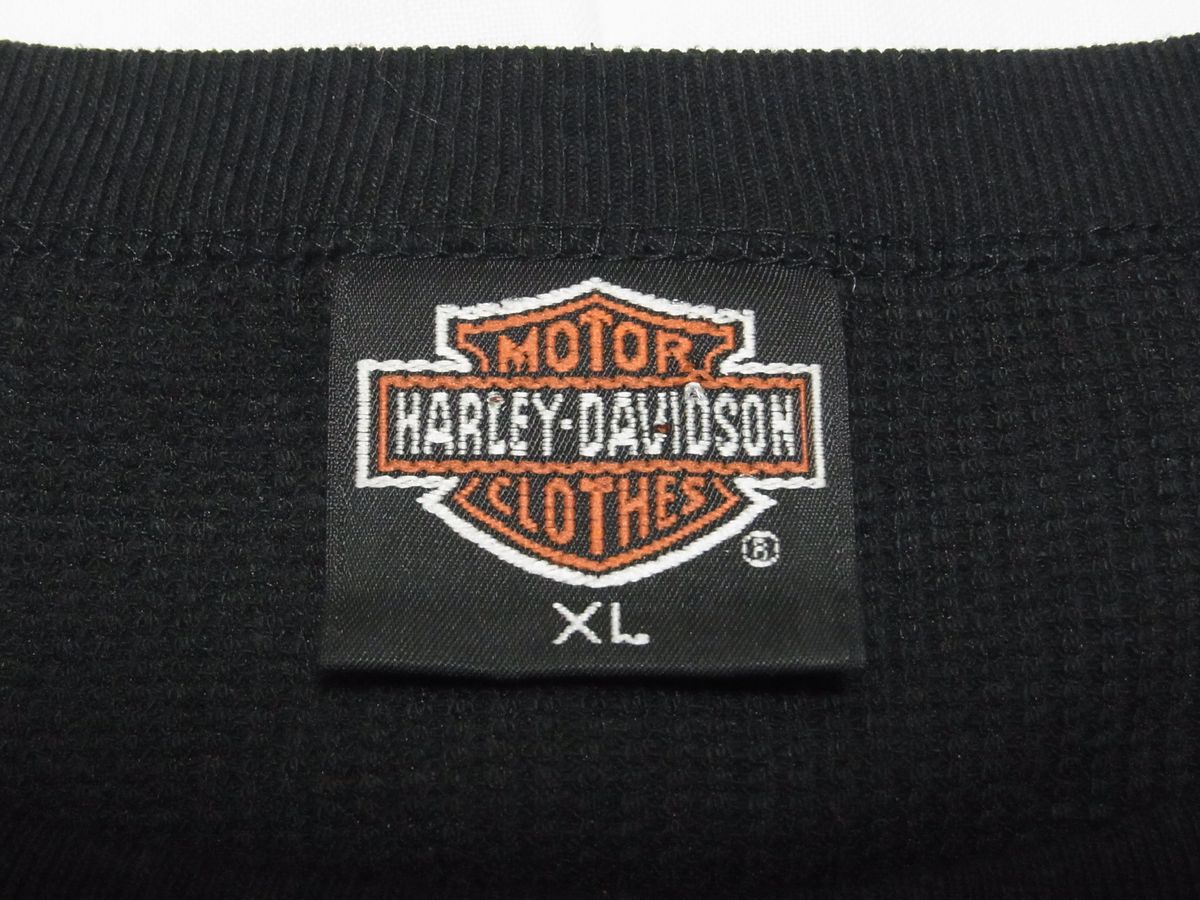 MOTOR
HARLEY-DAVIDSON
CLOTHES
®
XL